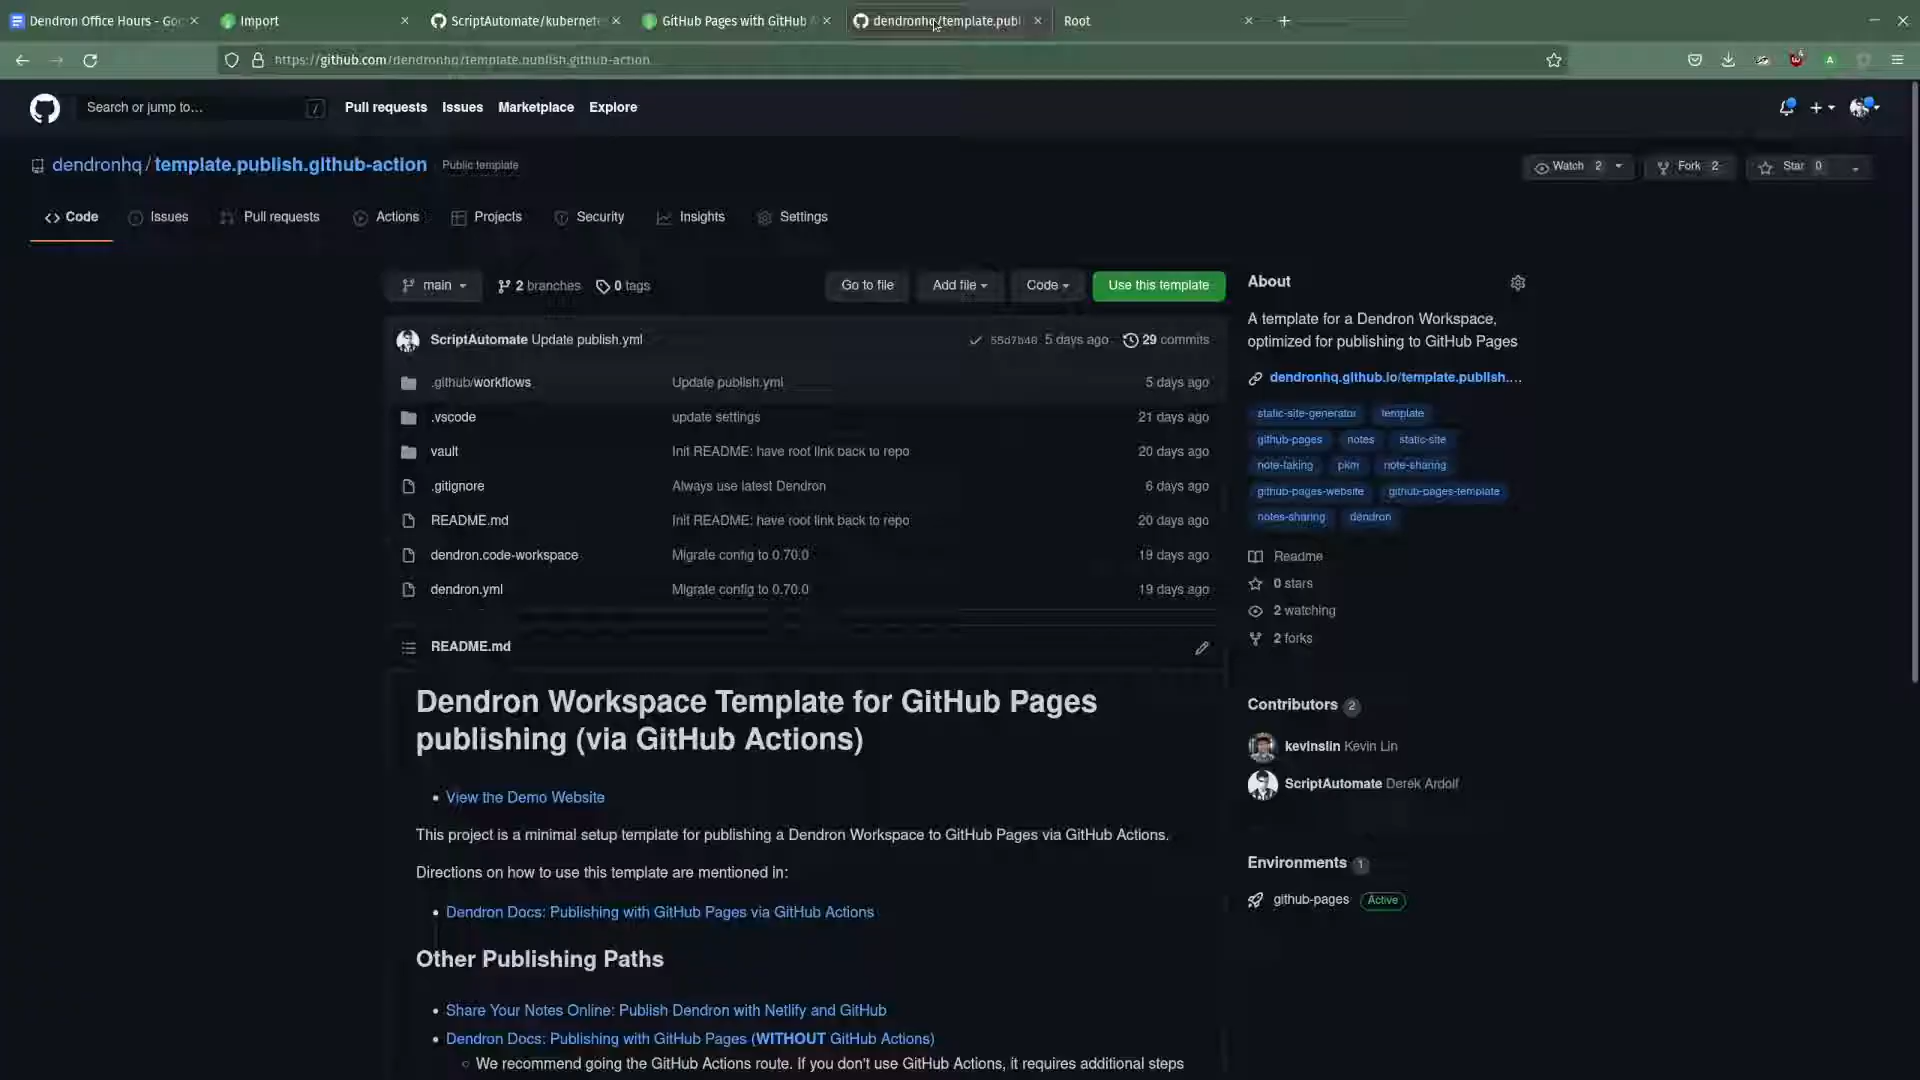 Dendron Office Hours - Goo
Import
ScriptAutomate/kubernete
GitHub Pages with GitHub A
dendronhq/template.publ
Root
https://github.com/dendronhq/template.publish.github-action
Search or jump to...
/
Pull requests
Issues
Marketplace
Explore
dendronhq / template.publish.github-action
Public template
Watch 2
Fork 2
Star 0
Code
Issues
Pull requests
Actions
Projects
Security
Insights
Settings
main
2 branches
0 tags
Go to file
Add file
Code
Use this template
ScriptAutomate Update publish.yml
55d7b40 5 days ago
29 commits
.github/workflows Update publish.yml 5 days ago
.vscode update settings 21 days ago
vault Init README: have root link back to repo 20 days ago
.gitignore Always use latest Dendron 6 days ago
README.md Init README: have root link back to repo 20 days ago
dendron.code-workspace Migrate config to 0.70.0 19 days ago
dendron.yml Migrate config to 0.70.0 19 days ago
README.md
Dendron Workspace Template for GitHub Pages
publishing (via GitHub Actions)
• View the Demo Website
This project is a minimal setup template for publishing a Dendron Workspace to GitHub Pages via GitHub Actions.
Directions on how to use this template are mentioned in:
• Dendron Docs: Publishing with GitHub Pages via GitHub Actions
Other Publishing Paths
• Share Your Notes Online: Publish Dendron with Netlify and GitHub
• Dendron Docs: Publishing with GitHub Pages (WITHOUT GitHub Actions)
◦ We recommend going the GitHub Actions route. If you don't use GitHub Actions, it requires additional steps
About
A template for a Dendron Workspace,
optimized for publishing to GitHub Pages
dendronhq.github.io/template.publish....
static-site-generator template
github-pages notes static-site
note-taking pkm note-sharing
github-pages-website github-pages-template
notes-sharing dendron
Readme
0 stars
2 watching
2 forks
Contributors 2
kevinslin Kevin Lin
ScriptAutomate Derek Ardolf
Environments 1
github-pages Active